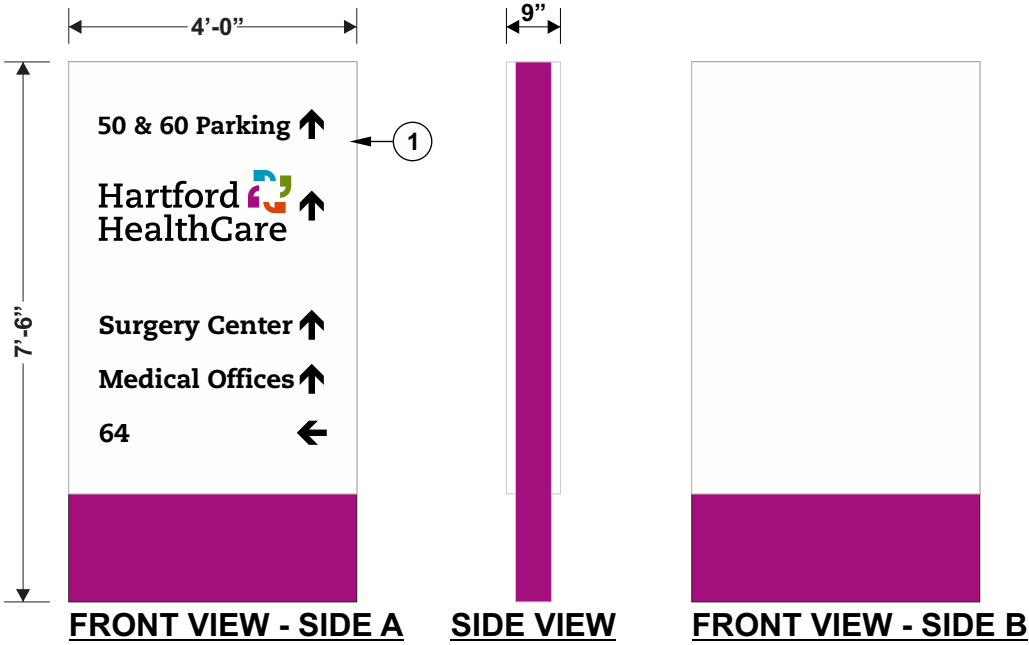 4’-0”
9”
50 & 60 Parking
1
Hartford
HealthCare
7’-6”
Surgery Center
Medical Offices
64
FRONT VIEW - SIDE A
SIDE VIEW
FRONT VIEW - SIDE B